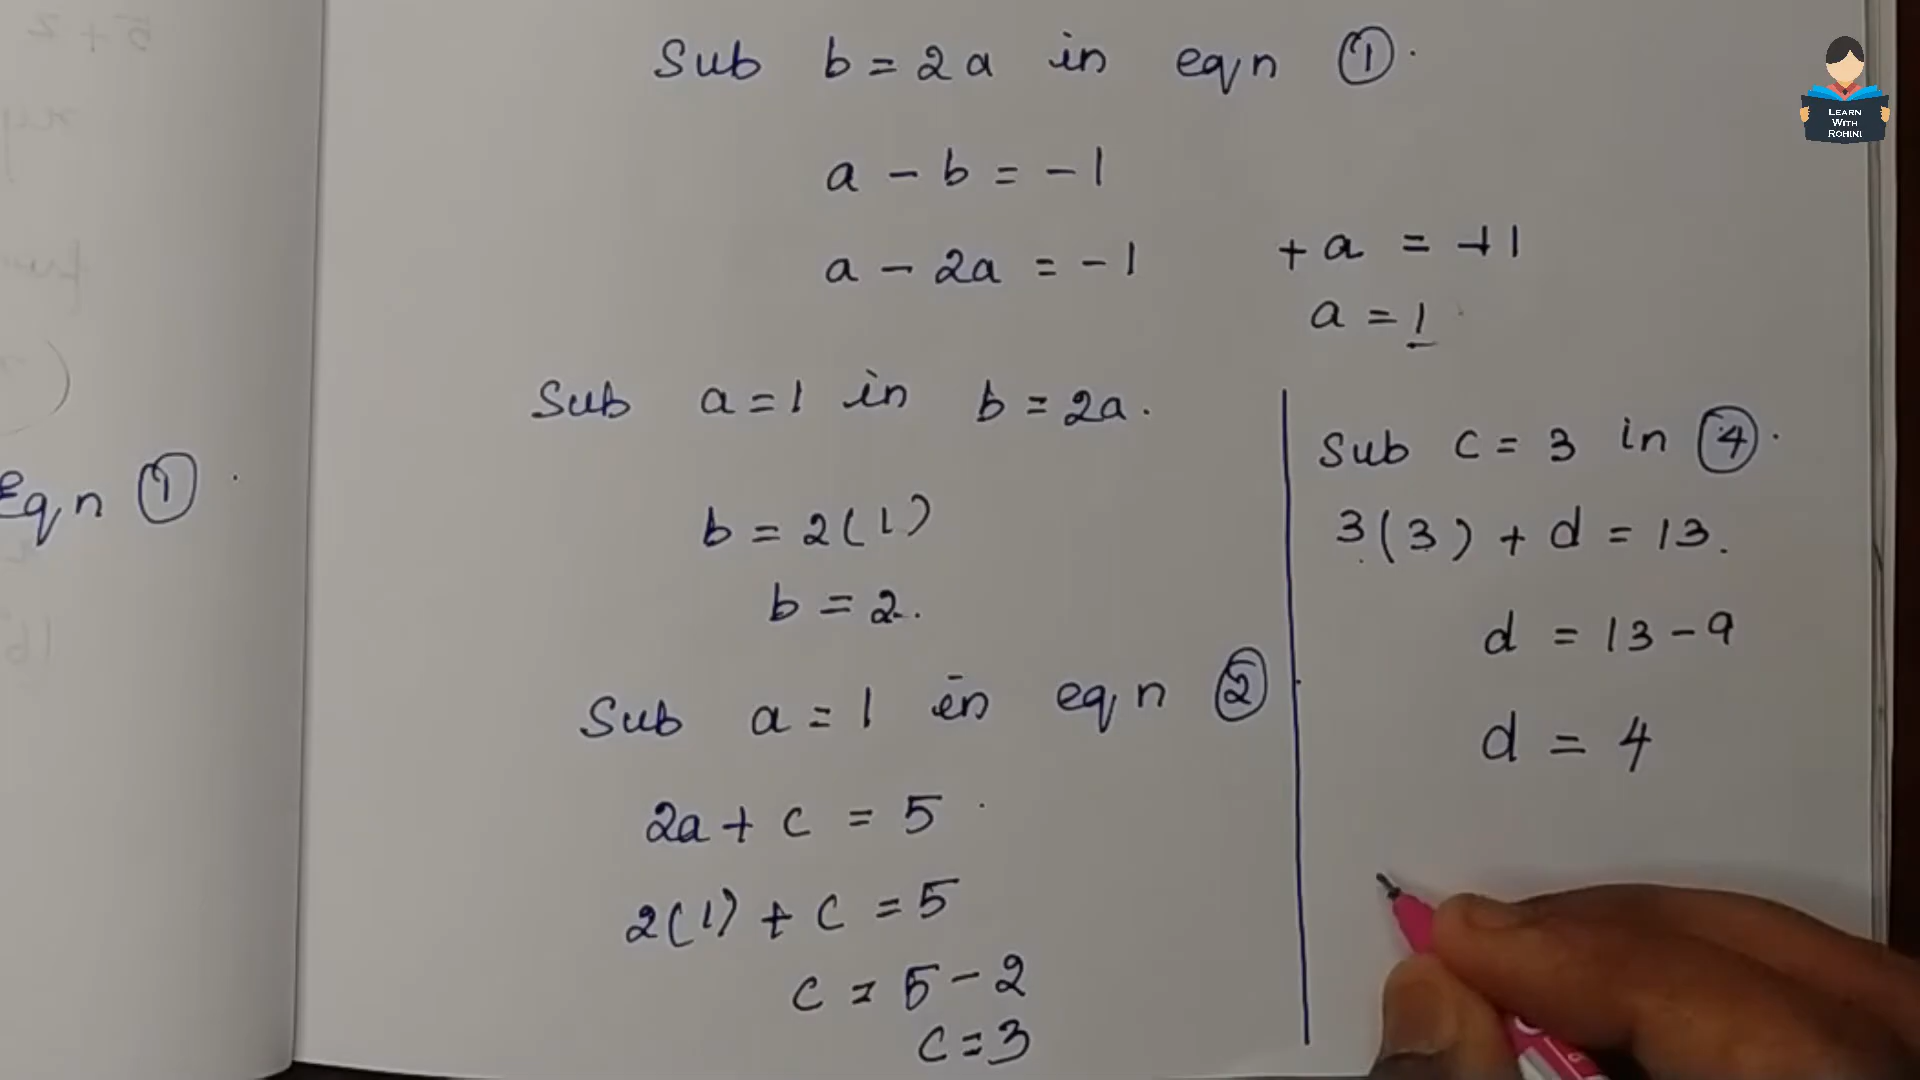 Sub b = 2a in eqn ①.
a - b = -1
a - 2a = -1
+a = +1
a = 1
Sub a = 1 in b = 2a.
b = 2(1)
b = 2.
Sub a = 1 in eqn ②
2a + c = 5
2(1) + c = 5
c = 5 - 2
c = 3
Sub c = 3 in ④.
3(3) + d = 13.
d = 13 - 9
d = 4
Eqn ①.
LEARN
WITH
ROHINI